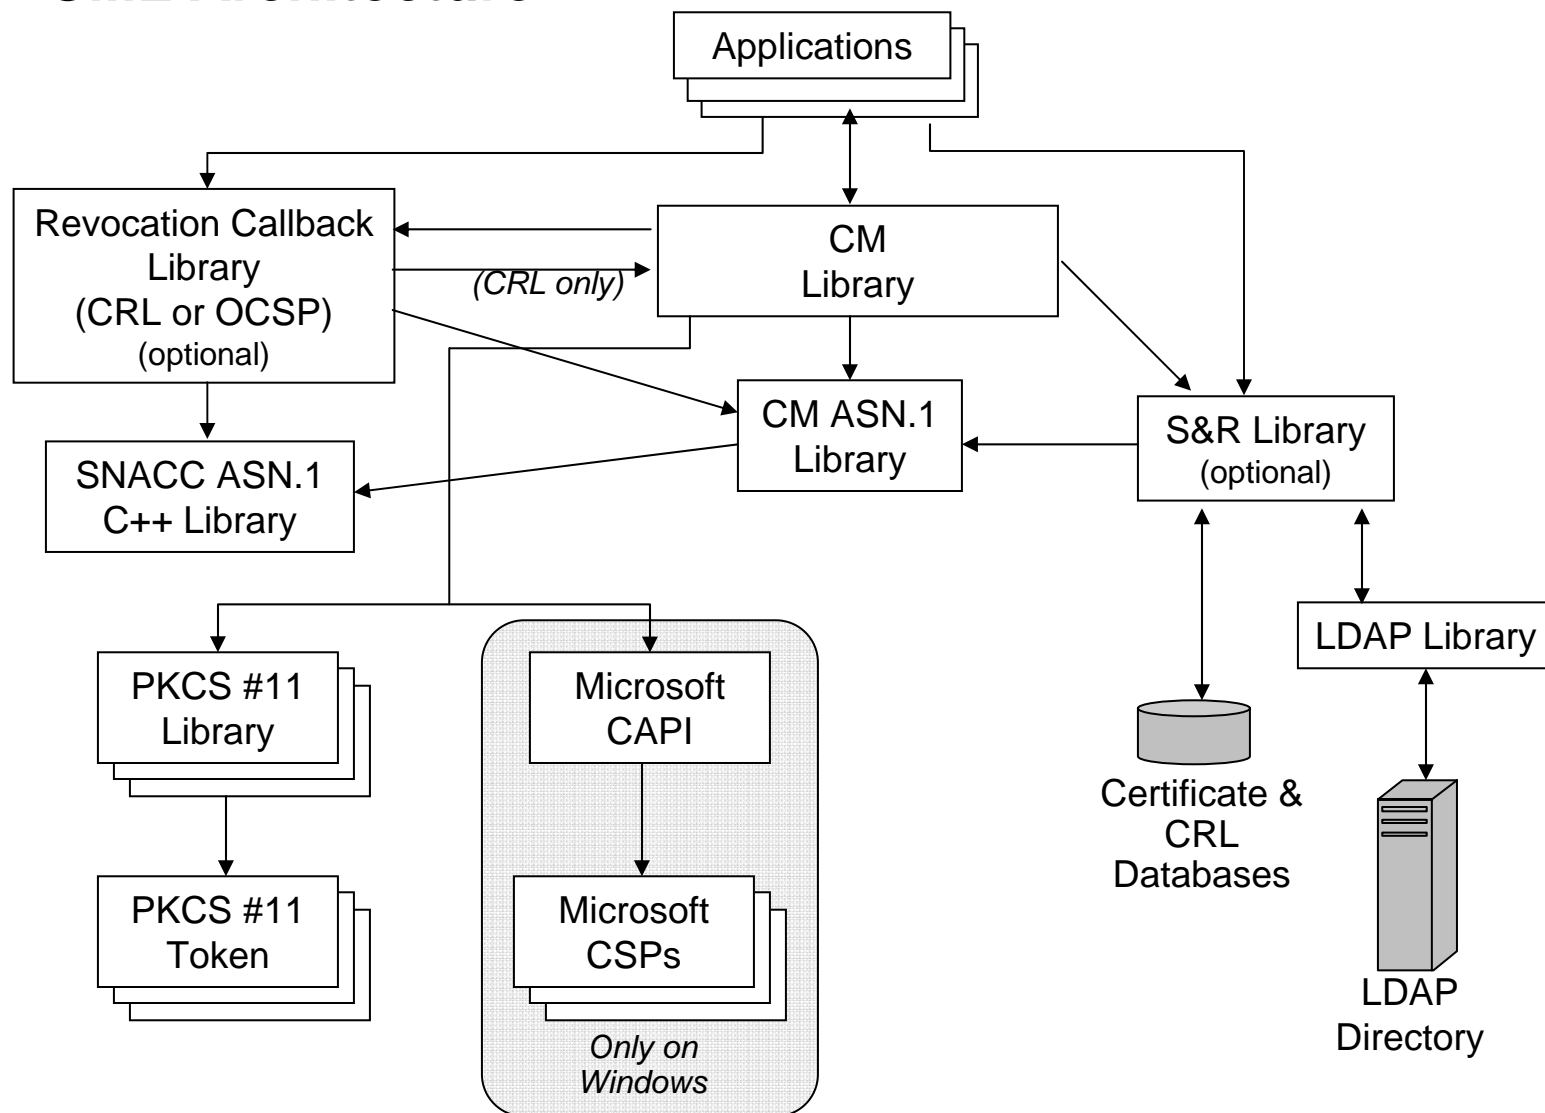 Applications
Revocation Callback
Library
(CRL or OCSP)
(optional)
(CRL only)
CM
Library
CM ASN.1
Library
S&R Library
(optional)
SNACC ASN.1
C++ Library
LDAP Library
PKCS #11
Library
Microsoft
CAPI
Certificate &
CRL
Databases
PKCS #11
Token
Microsoft
CSPs
LDAP
Directory
Only on
Windows